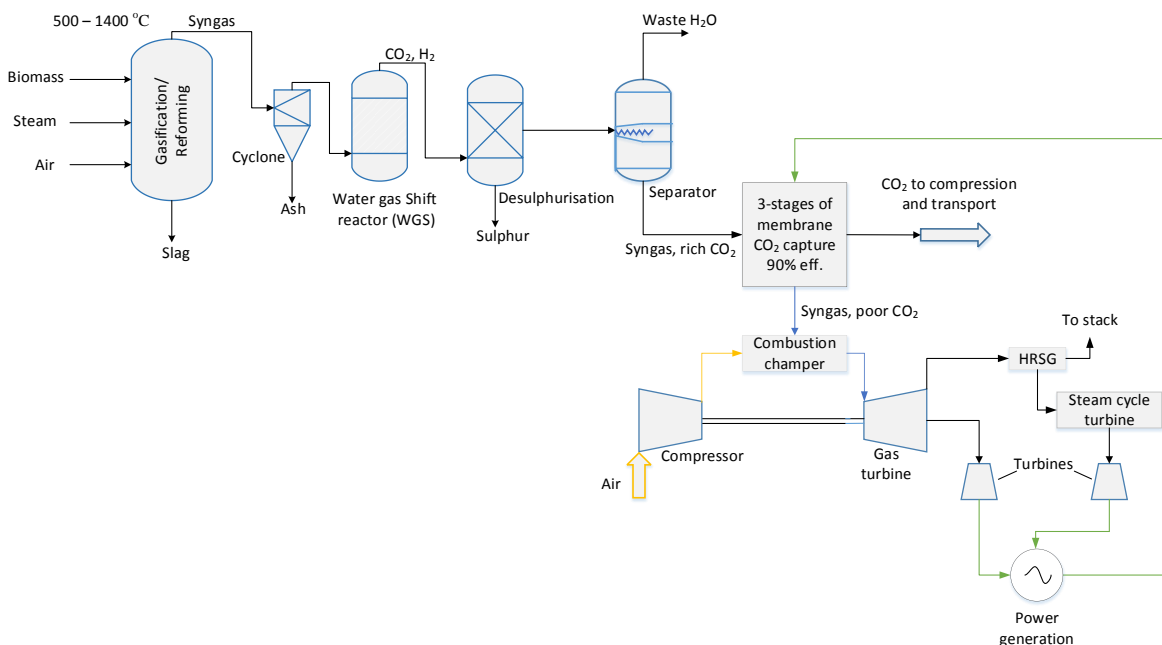 500 – 1400 °C
Syngas
Biomass
Steam
Air
Gasification/
Reforming
Slag
Cyclone
Ash
CO₂, H₂
Water gas Shift
reactor (WGS)
Desulphurisation
Sulphur
Waste H₂O
Separator
Syngas, rich CO₂
3-stages of
membrane
CO₂ capture
90% eff.
CO₂ to compression
and transport
Syngas, poor CO₂
Combustion
champer
Compressor
Air
Gas
turbine
To stack
HRSG
Steam cycle
turbine
Turbines
Power
generation